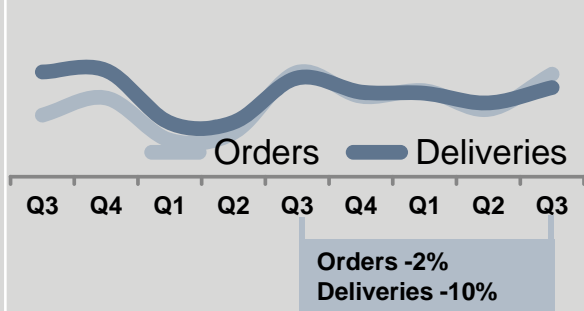 Orders Deliveries
Q3 Q4 Q1 Q2 Q3 Q4 Q1 Q2 Q3
Orders -2%
Deliveries -10%